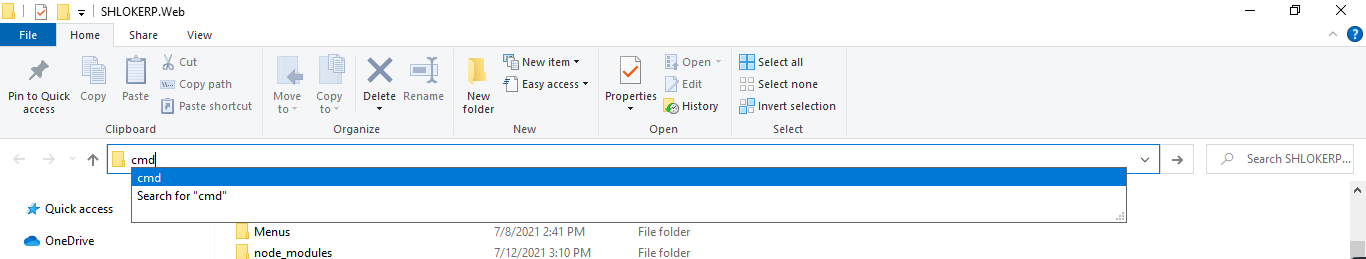 SHLOKERP.Web
File Home Share View
Pin to Quick access
Copy
Paste
Cut
Copy path
Paste shortcut
Clipboard
Move to
Copy to
Delete
Rename
Organize
New folder
New item
Easy access
New
Properties
Open
Edit
History
Open
Select all
Select none
Invert selection
Select
cmd
Search SHLOKERP...
cmd
Search for "cmd"
Quick access
OneDrive
Menus 7/8/2021 2:41 PM File folder
node_modules 7/12/2021 3:10 PM File folder